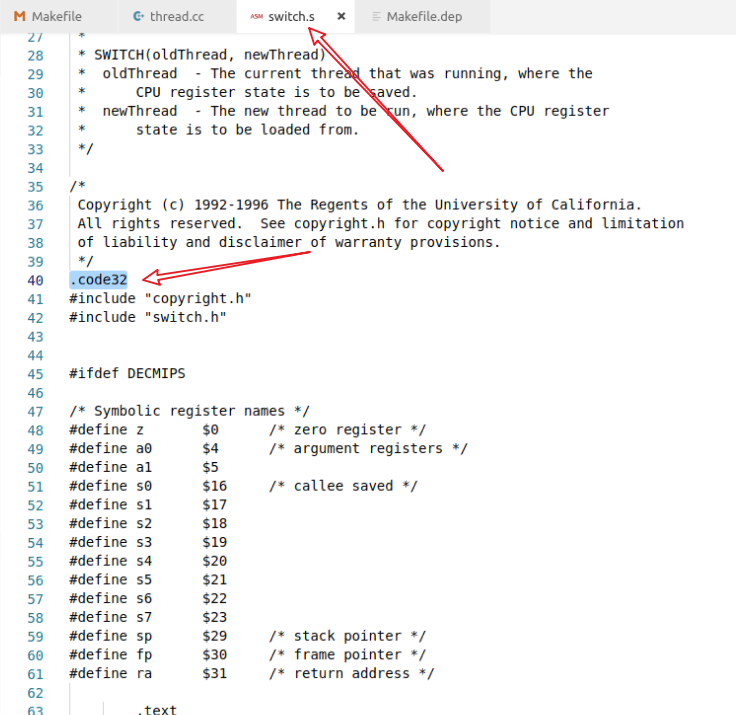 Makefile thread.cc ASM switch.s × Makefile.dep
27 *
28 * SWITCH(oldThread, newThread)
29 *  oldThread  - The current thread that was running, where the
30 *      CPU register state is to be saved.
31 *  newThread  - The new thread to be run, where the CPU register
32 *      state is to be loaded from.
33 */
34
35 /*
36  Copyright (c) 1992-1996 The Regents of the University of California.
37  All rights reserved.  See copyright.h for copyright notice and limitation
38  of liability and disclaimer of warranty provisions.
39  */
40 .code32
41 #include "copyright.h"
42 #include "switch.h"
43
44
45 #ifdef DECMIPS
46
47 /* Symbolic register names */
48 #define z       $0      /* zero register */
49 #define a0      $4      /* argument registers */
50 #define a1      $5
51 #define s0      $16     /* callee saved */
52 #define s1      $17
53 #define s2      $18
54 #define s3      $19
55 #define s4      $20
56 #define s5      $21
57 #define s6      $22
58 #define s7      $23
59 #define sp      $29     /* stack pointer */
60 #define fp      $30     /* frame pointer */
61 #define ra      $31     /* return address */
62
63         .text